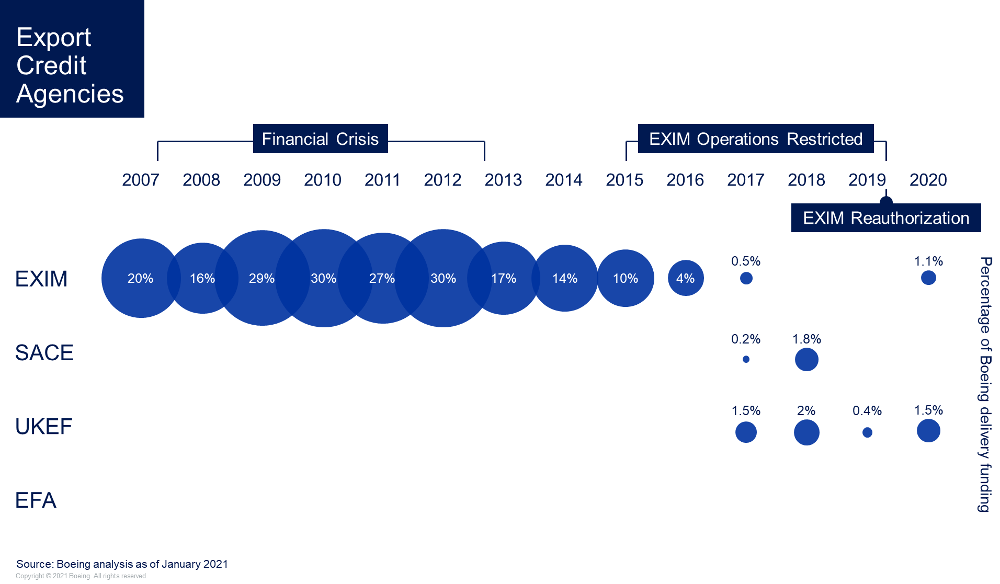 Export
Credit
Agencies
Financial Crisis
EXIM Operations Restricted
2007 2008 2009 2010 2011 2012 2013 2014 2015 2016 2017 2018 2019 2020
EXIM Reauthorization
EXIM 20% 16% 29% 30% 27% 30% 17% 14% 10% 4% 0.5% 1.1%
SACE 0.2% 1.8%
UKEF 1.5% 2% 0.4% 1.5%
EFA
Percentage of Boeing delivery funding
Source: Boeing analysis as of January 2021
Copyright © 2021 Boeing. All rights reserved.